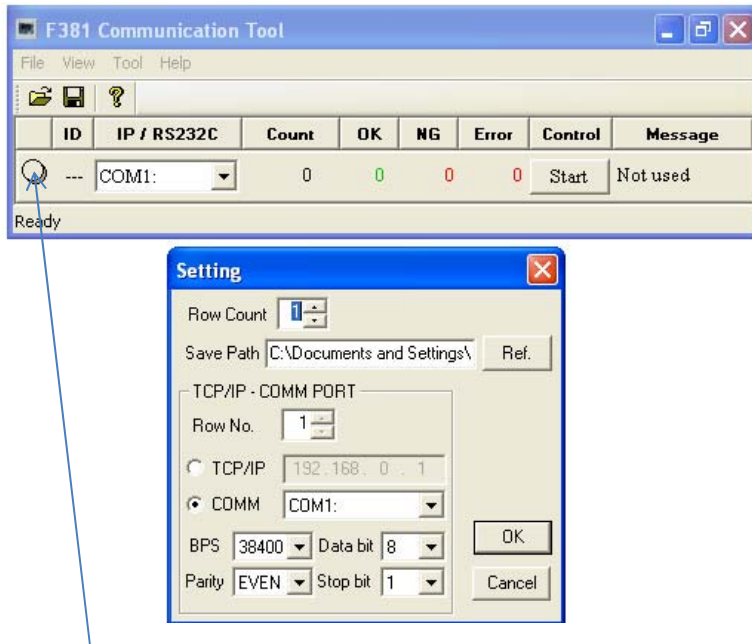 F381 Communication Tool
File View Tool Help
ID IP / RS232C Count OK NG Error Control Message
--- COM1: 0 0 0 0 Start Not used
Ready
Setting
Row Count 1
Save Path C:\Documents and Settings\ Ref.
TCP/IP - COMM PORT
Row No. 1
TCP/IP 192 . 168 . 0 . 1
COMM COM1:
BPS 38400 Data bit 8
OK
Parity EVEN Stop bit 1
Cancel